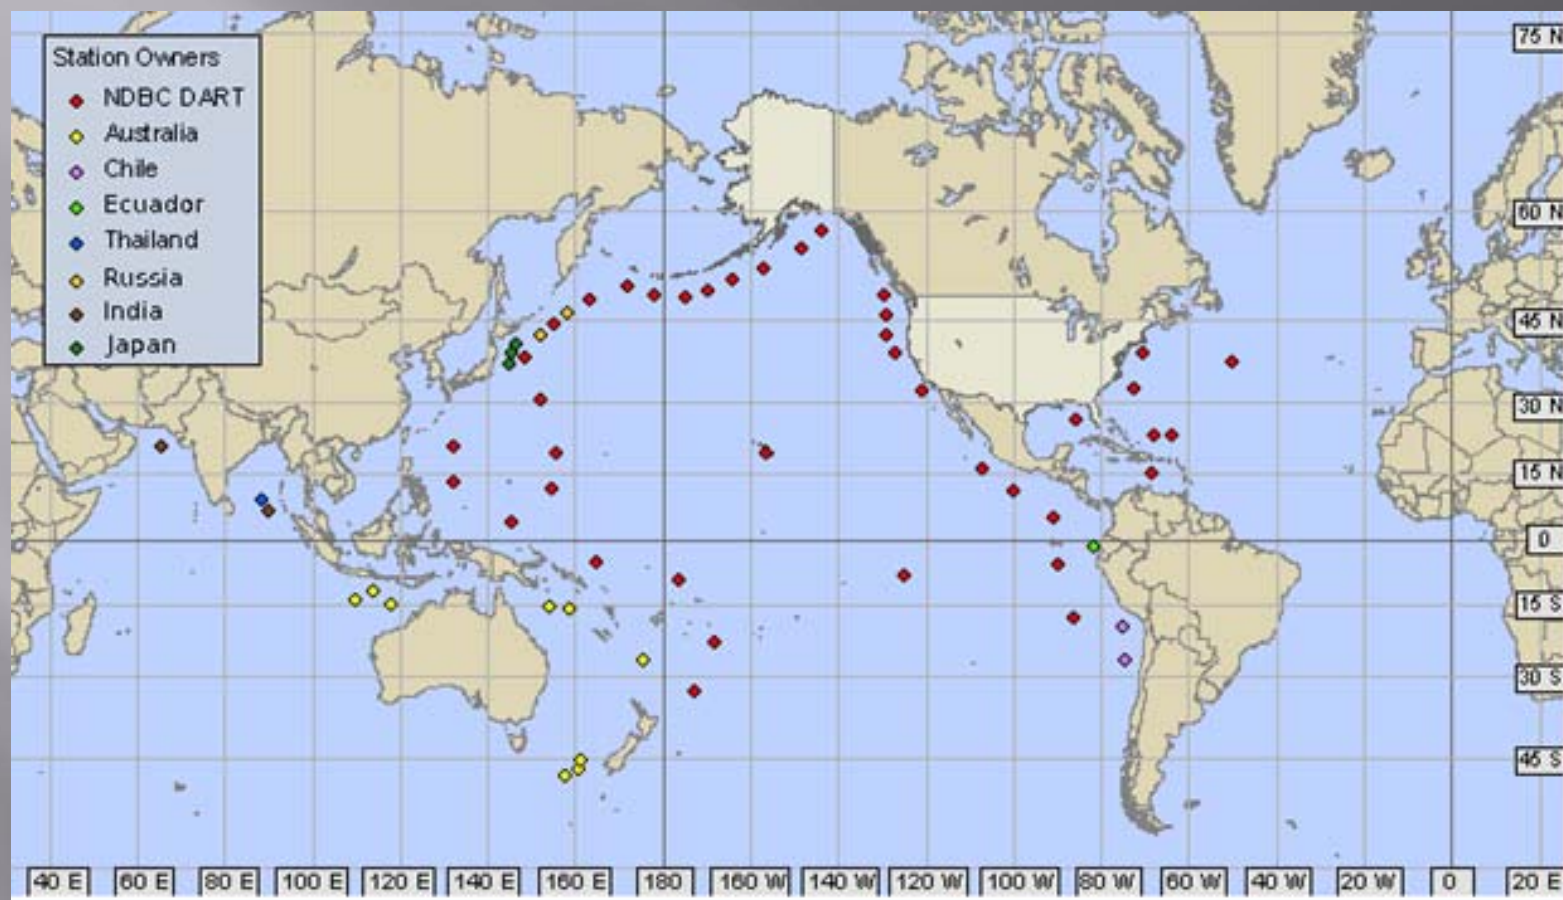 Station Owners
NDBC DART
Australia
Chile
Ecuador
Thailand
Russia
India
Japan
75 N
60 N
45 N
30 N
15 N
0
15 S
30 S
45 S
40 E 60 E 80 E 100 E 120 E 140 E 160 E 180 160 W 140 W 120 W 100 W 80 W 60 W 40 W 20 W 0 20 E